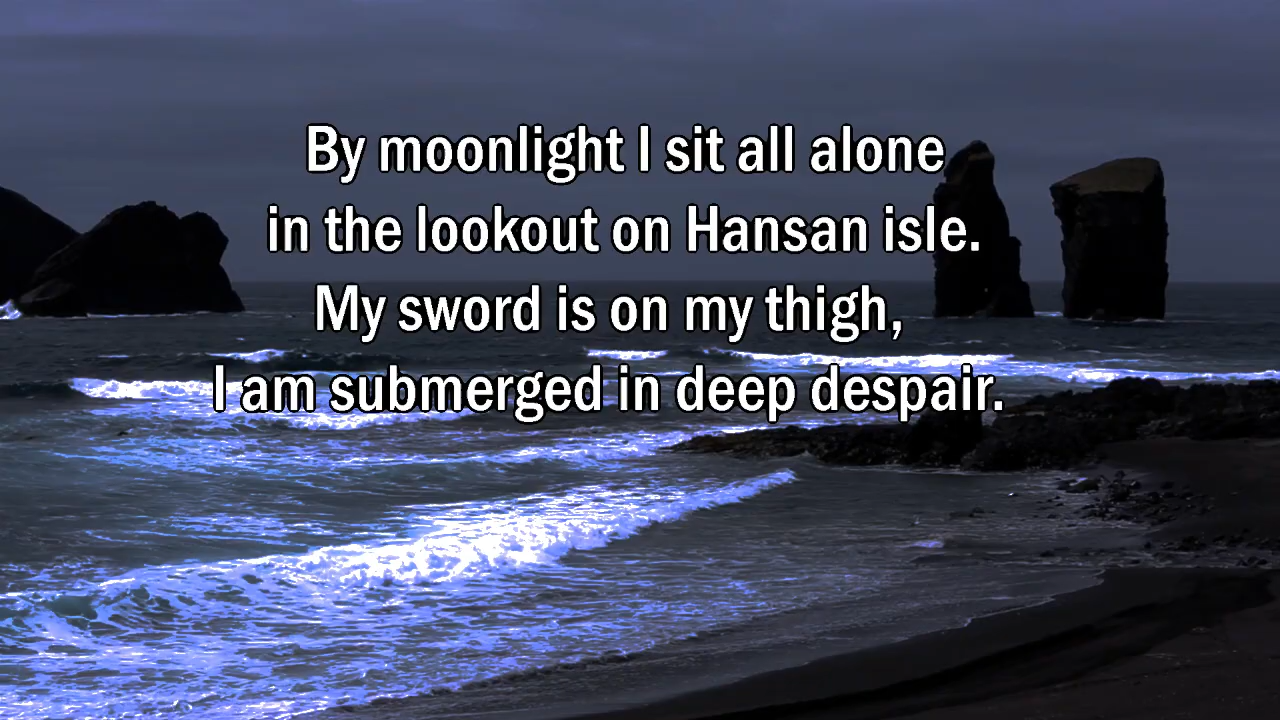 By moonlight I sit all alone
in the lookout on Hansan isle.
My sword is on my thigh,
I am submerged in deep despair.